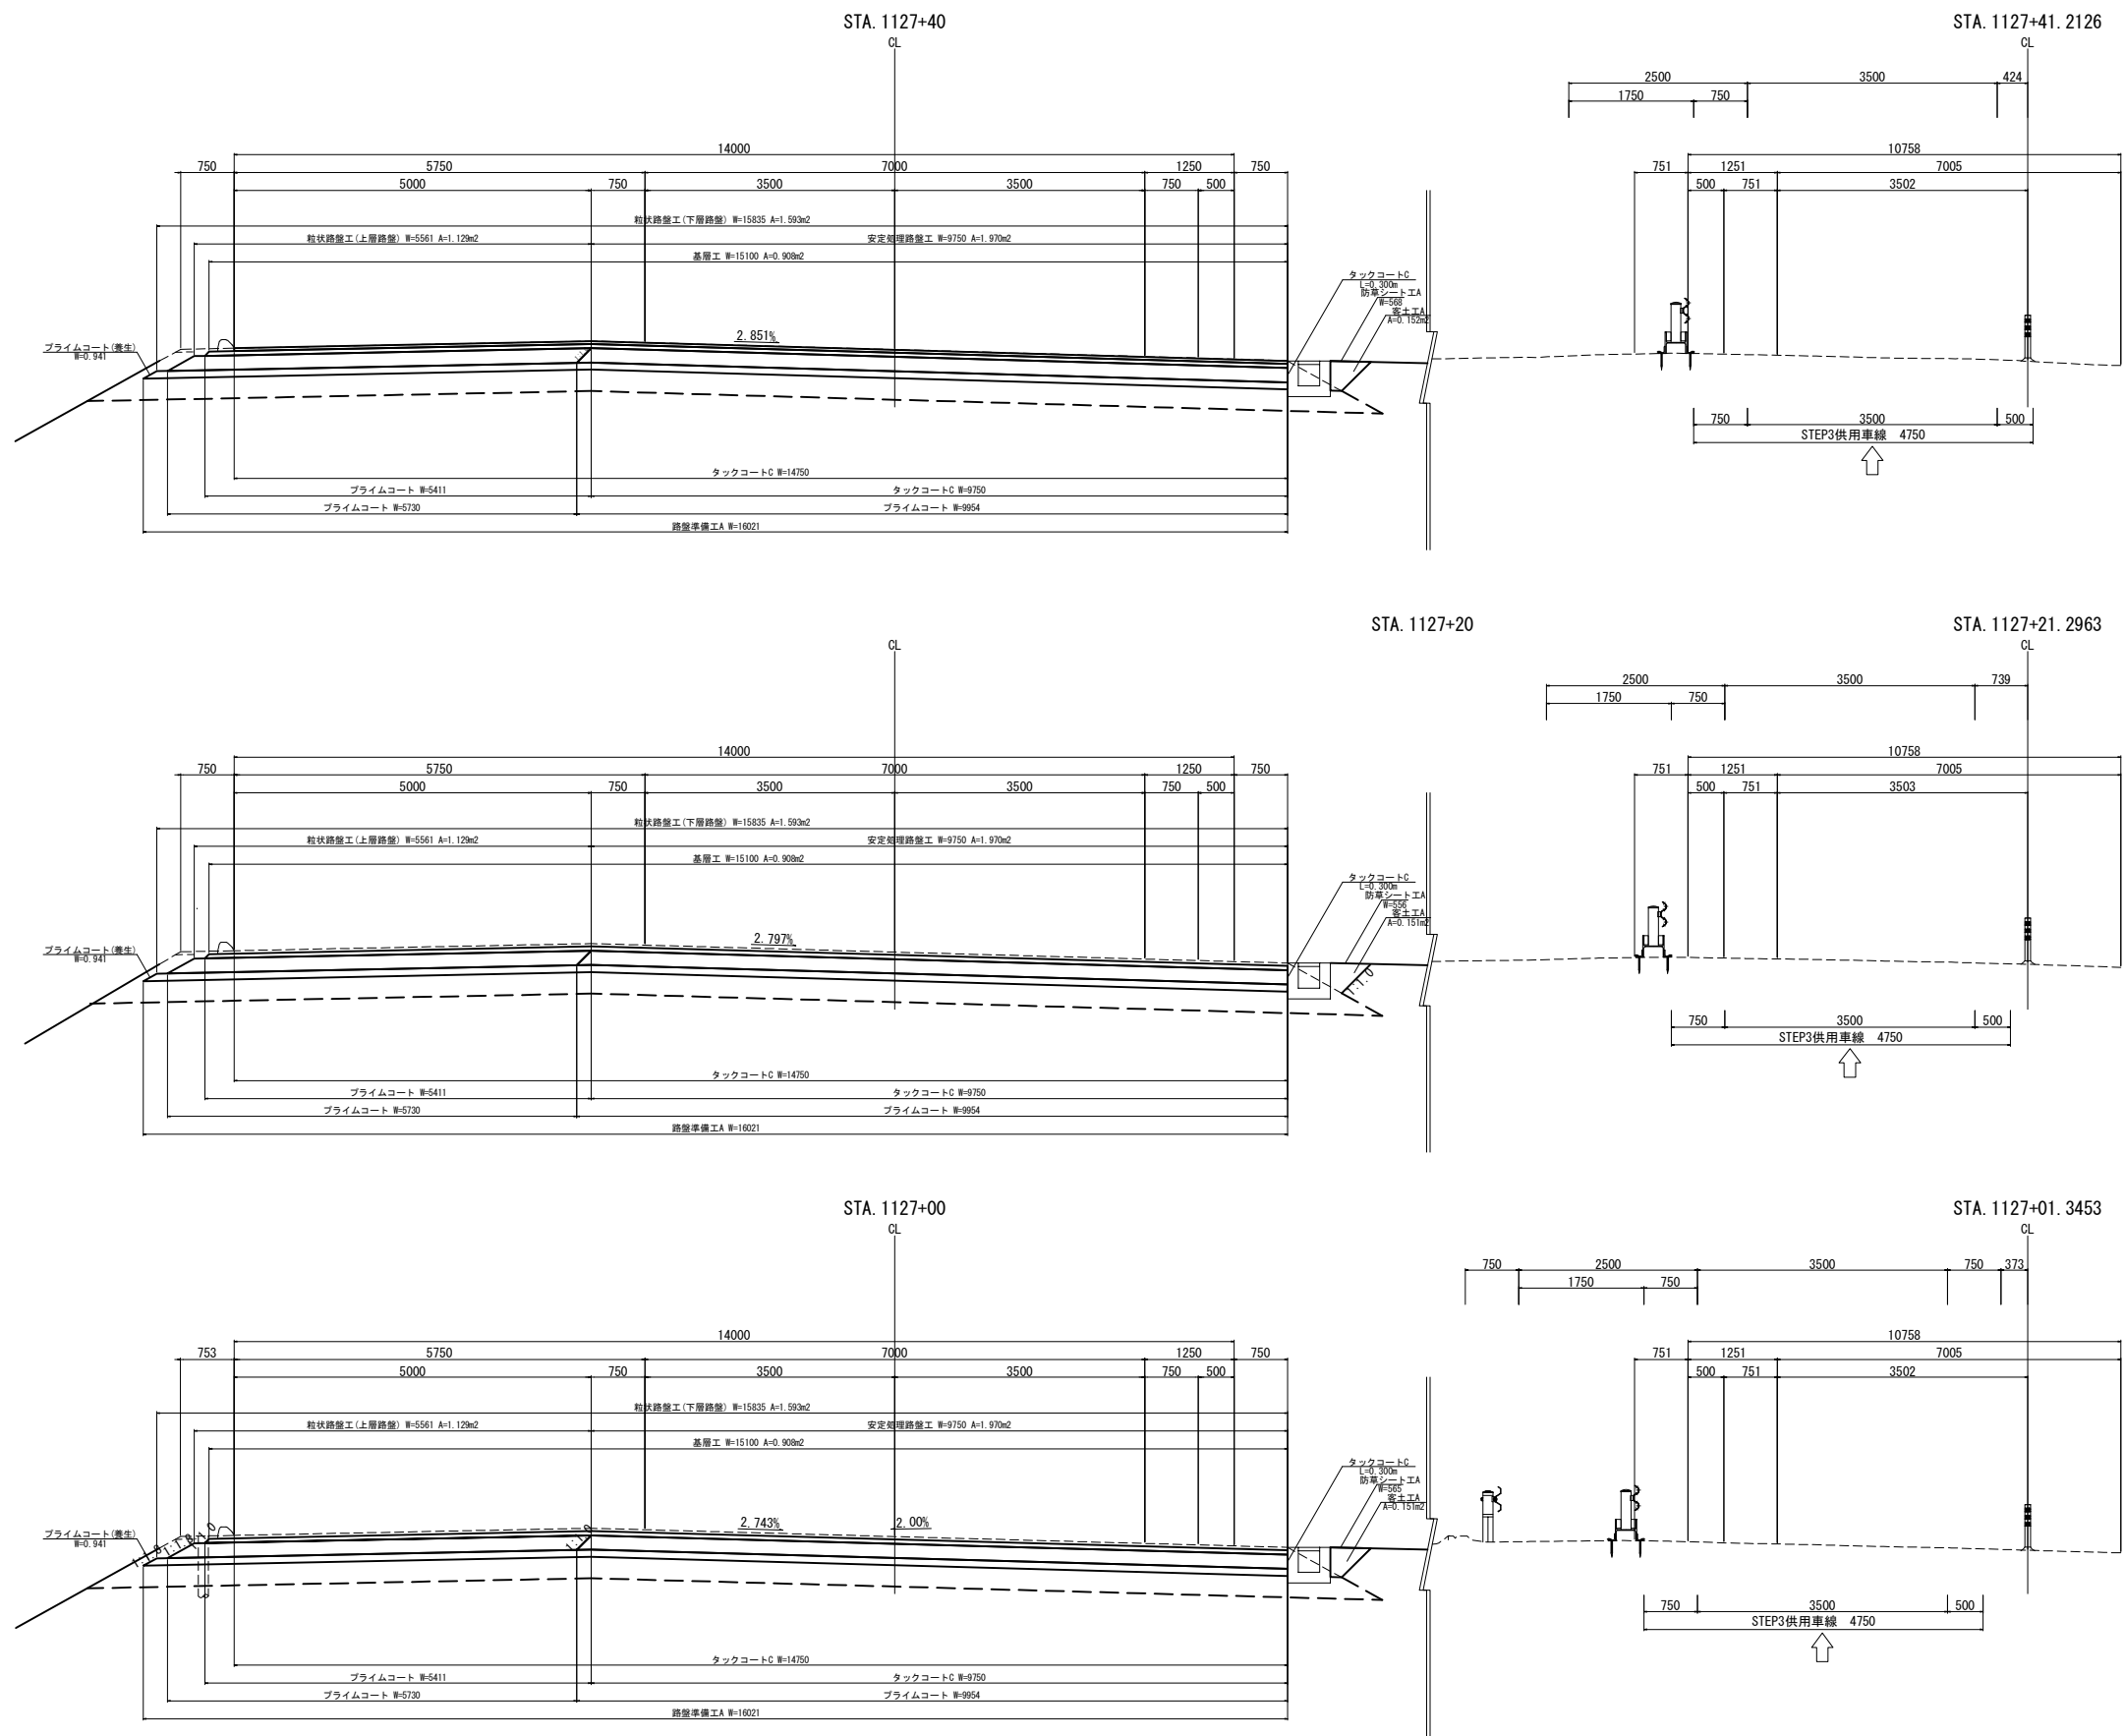 STA. 1127+40
STA. 1127+41. 2126
CL
CL
2500
3500
424
1750
750
14000
10758
750
5750
7000
1250
750
751
1251
7005
5000
750
3500
3500
750
500
500
751
3502
粒状路盤工(下層路盤) W=15835 A=1.593m2
粒状路盤工(上層路盤) W=5561 A=1.129m2
安定処理路盤工 W=9750 A=1.970m2
基層工 W=15100 A=0.908m2
タックコートC
L=0.300m
防草シート工A
W=568
客土工A
A=0.152m2
2.851%
プライムコート(養生)
W=0.941
750
3500
500
STEP3供用車線 4750
タックコートC W=14750
プライムコート W=5411
タックコートC W=9750
プライムコート W=5730
プライムコート W=9954
路盤準備工A W=16021
STA. 1127+20
STA. 1127+21. 2963
CL
CL
2500
3500
739
1750
750
14000
10758
750
5750
7000
1250
750
751
1251
7005
5000
750
3500
3500
750
500
500
751
3503
粒状路盤工(下層路盤) W=15835 A=1.593m2
粒状路盤工(上層路盤) W=5561 A=1.129m2
安定処理路盤工 W=9750 A=1.970m2
基層工 W=15100 A=0.908m2
タックコートC
L=0.300m
防草シート工A
W=556
客土工A
A=0.151m2
2.797%
プライムコート(養生)
W=0.941
1:1.0
750
3500
500
STEP3供用車線 4750
タックコートC W=14750
プライムコート W=5411
タックコートC W=9750
プライムコート W=5730
プライムコート W=9954
路盤準備工A W=16021
STA. 1127+00
STA. 1127+01. 3453
CL
CL
750
2500
3500
750
373
1750
750
14000
10758
753
5750
7000
1250
750
751
1251
7005
5000
750
3500
3500
750
500
500
751
3502
粒状路盤工(下層路盤) W=15835 A=1.593m2
粒状路盤工(上層路盤) W=5561 A=1.129m2
安定処理路盤工 W=9750 A=1.970m2
基層工 W=15100 A=0.908m2
タックコートC
L=0.300m
防草シート工A
W=565
客土工A
A=0.151m2
2.743%
2.00%
プライムコート(養生)
W=0.941
750
3500
500
STEP3供用車線 4750
タックコートC W=14750
プライムコート W=5411
タックコートC W=9750
プライムコート W=5730
プライムコート W=9954
路盤準備工A W=16021